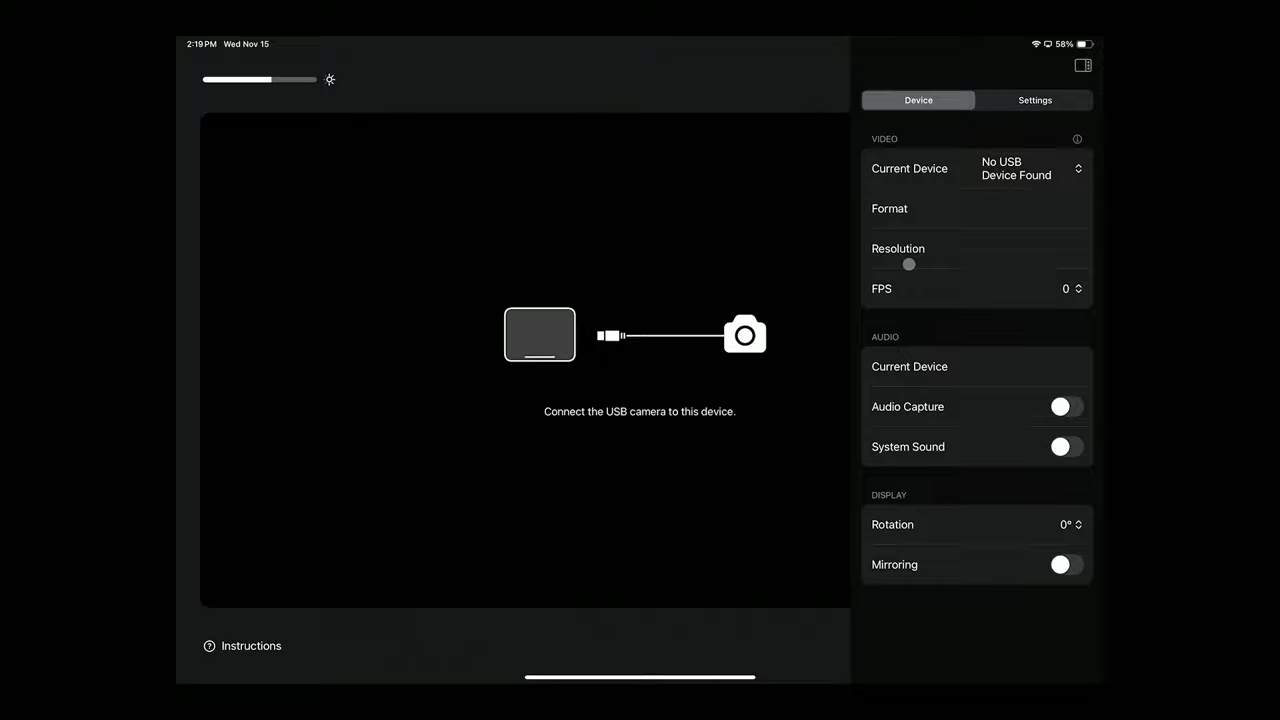 2:19 PM Wed Nov 15
58%
Device
Settings
VIDEO
Current Device
No USB
Device Found
Format
Resolution
FPS
0
AUDIO
Current Device
Audio Capture
System Sound
DISPLAY
Rotation
0°
Mirroring
Connect the USB camera to this device.
Instructions